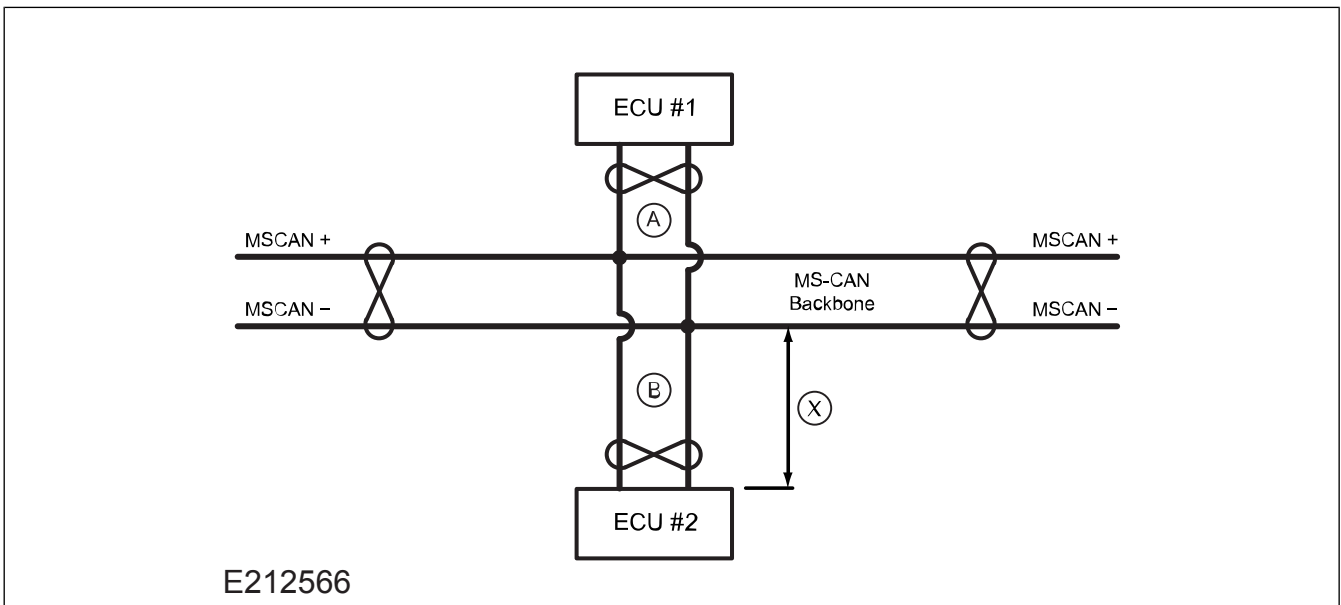 ECU #1
A
MSCAN + MSCAN +
MS-CAN
Backbone
MSCAN – MSCAN –
B
X
ECU #2
E212566